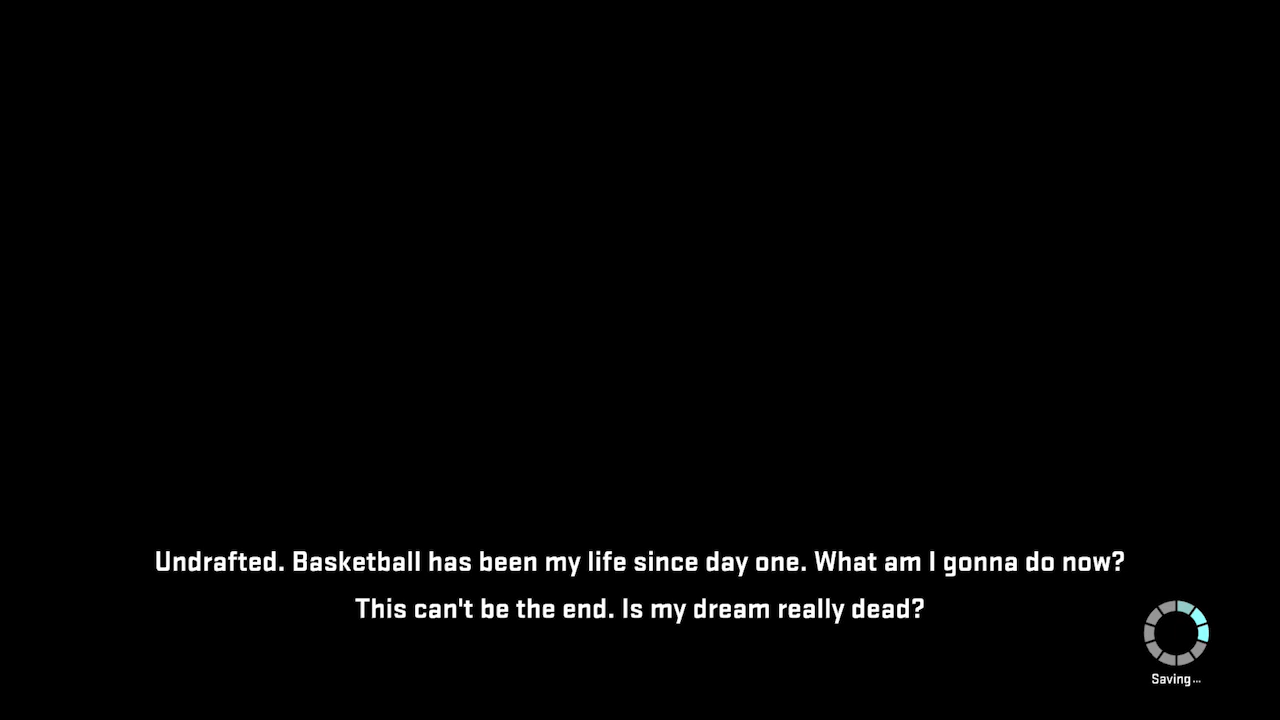 Undrafted. Basketball has been my life since day one. What am I gonna do now?
This can't be the end. Is my dream really dead?
Saving...